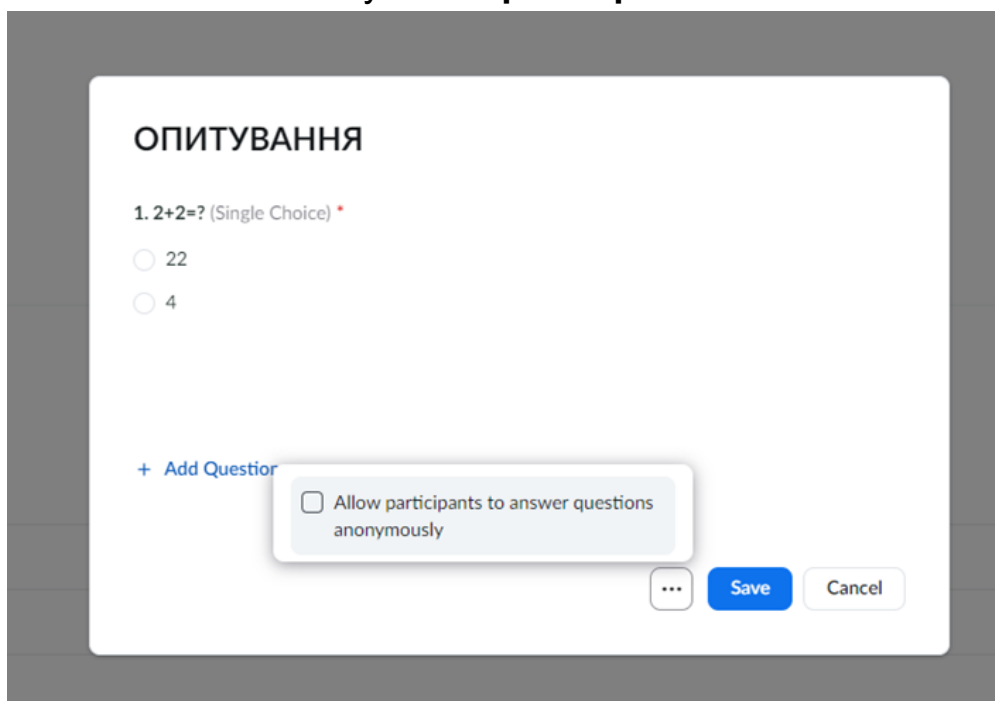 ОПИТУВАННЯ
1. 2+2=? (Single Choice) *
22
4
+ Add Question
Allow participants to answer questions
anonymously
... Save Cancel